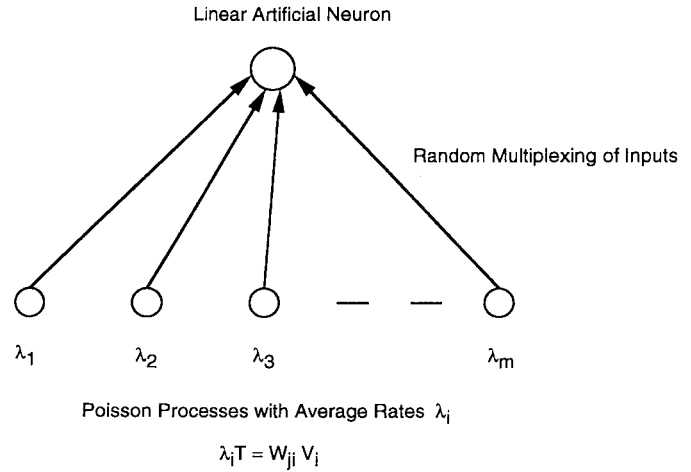 Linear Artificial Neuron
Random Multiplexing of Inputs
λ₁ λ₂ λ₃ — — λₘ
Poisson Processes with Average Rates λᵢ
λᵢT = Wⱼᵢ Vᵢ